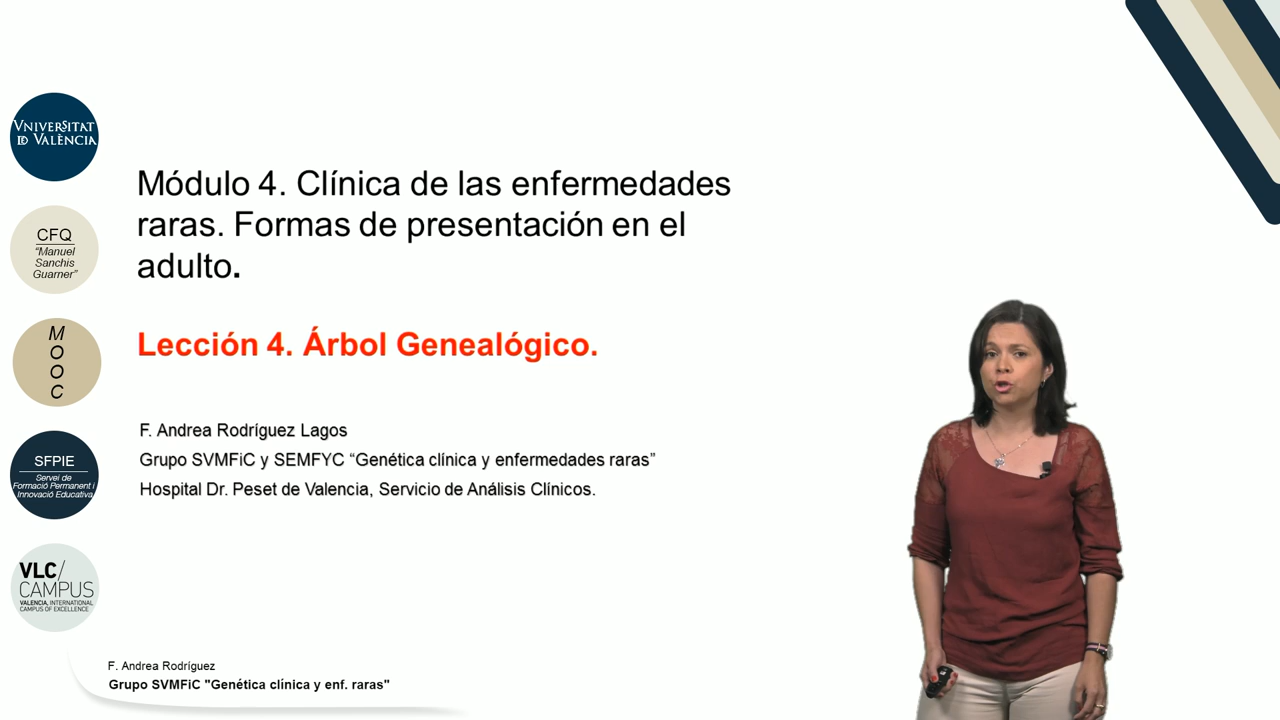 VNIVERSITAT
ID VALÈNCIA
CFQ
“Manuel
Sanchis
Guarner”
M
O
O
C
SFPIE
Servei de
Formació Permanent i
Innovació Educativa
VLC/
CAMPUS
VALENCIA, INTERNATIONAL
CAMPUS OF EXCELLENCE
Módulo 4. Clínica de las enfermedades
raras. Formas de presentación en el
adulto.
Lección 4. Árbol Genealógico.
F. Andrea Rodríguez Lagos
Grupo SVMFiC y SEMFYC “Genética clínica y enfermedades raras”
Hospital Dr. Peset de Valencia, Servicio de Análisis Clínicos.
F. Andrea Rodríguez
Grupo SVMFiC "Genética clínica y enf. raras"